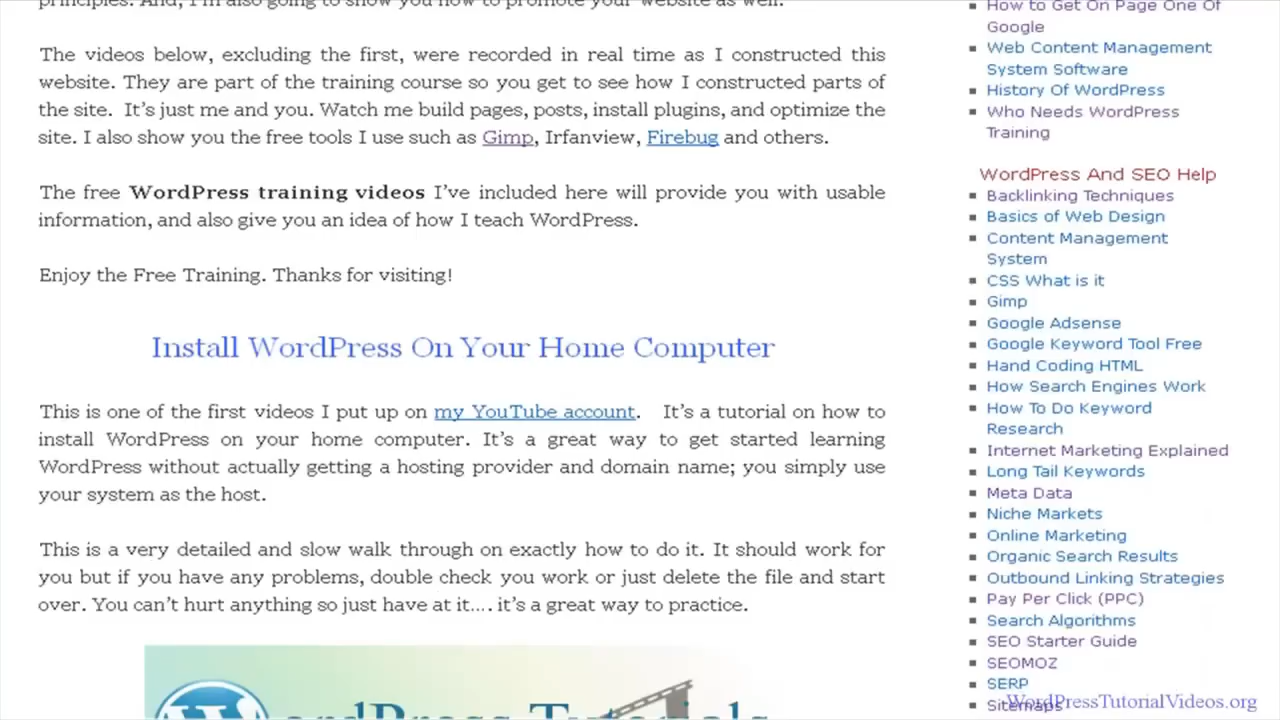 principles. And, I'm also going to show you how to promote your website as well.
The videos below, excluding the first, were recorded in real time as I constructed this
website. They are part of the training course so you get to see how I constructed parts of
the site.  It's just me and you. Watch me build pages, posts, install plugins, and optimize the
site. I also show you the free tools I use such as Gimp, Irfanview, Firebug and others.
The free WordPress training videos I've included here will provide you with usable
information, and also give you an idea of how I teach WordPress.
Enjoy the Free Training. Thanks for visiting!
Install WordPress On Your Home Computer
This is one of the first videos I put up on my YouTube account.   It's a tutorial on how to
install WordPress on your home computer. It's a great way to get started learning
WordPress without actually getting a hosting provider and domain name; you simply use
your system as the host.
This is a very detailed and slow walk through on exactly how to do it. It should work for
you but if you have any problems, double check you work or just delete the file and start
over. You can't hurt anything so just have at it…. it's a great way to practice.
ordPress Tutorials
How to Get On Page One Of
Google
Web Content Management
System Software
History Of WordPress
Who Needs WordPress
Training
WordPress And SEO Help
Backlinking Techniques
Basics of Web Design
Content Management
System
CSS What is it
Gimp
Google Adsense
Google Keyword Tool Free
Hand Coding HTML
How Search Engines Work
How To Do Keyword
Research
Internet Marketing Explained
Long Tail Keywords
Meta Data
Niche Markets
Online Marketing
Organic Search Results
Outbound Linking Strategies
Pay Per Click (PPC)
Search Algorithms
SEO Starter Guide
SEOMOZ
SERP
Sitemaps
WordPressTutorialVideos.org